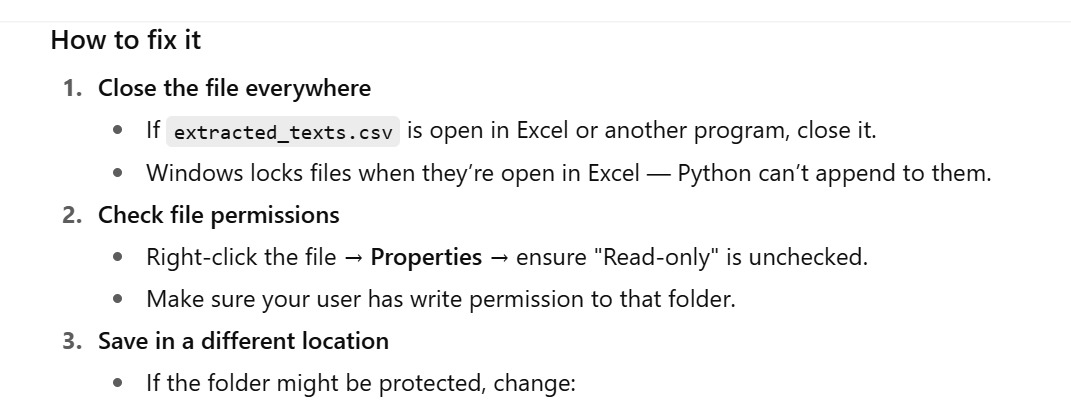 How to fix it
1. Close the file everywhere
• If extracted_texts.csv is open in Excel or another program, close it.
• Windows locks files when they’re open in Excel — Python can’t append to them.
2. Check file permissions
• Right-click the file → Properties → ensure "Read-only" is unchecked.
• Make sure your user has write permission to that folder.
3. Save in a different location
• If the folder might be protected, change: